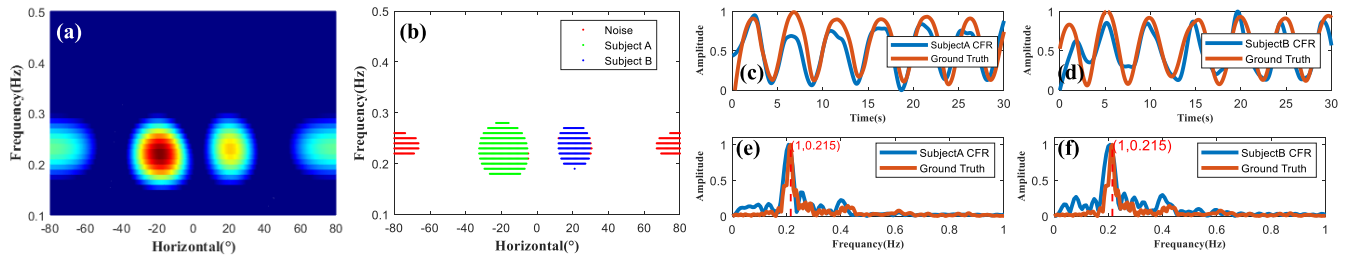 (a)
Frequency(Hz)
0.5
0.4
0.3
0.2
0.1
-80 -60 -40 -20 0 20 40 60 80
Horizontal(°)
(b)
Noise
Subject A
Subject B
Frequency(Hz)
0.5
0.4
0.3
0.2
0.1
-80 -60 -40 -20 0 20 40 60 80
Horizontal(°)
(c)
SubjectA CFR
Ground Truth
Amplitude
1
0.5
0
0 5 10 15 20 25 30
Time(s)
(d)
SubjectB CFR
Ground Truth
Amplitude
1
0.5
0
0 5 10 15 20 25 30
Time(s)
(e)
(1,0.215)
SubjectA CFR
Ground Truth
Amplitude
1
0.5
0
0 0.2 0.4 0.6 0.8 1
Frequancy(Hz)
(f)
(1,0.215)
SubjectB CFR
Ground Truth
Amplitude
1
0.5
0
0 0.2 0.4 0.6 0.8 1
Frequancy(Hz)